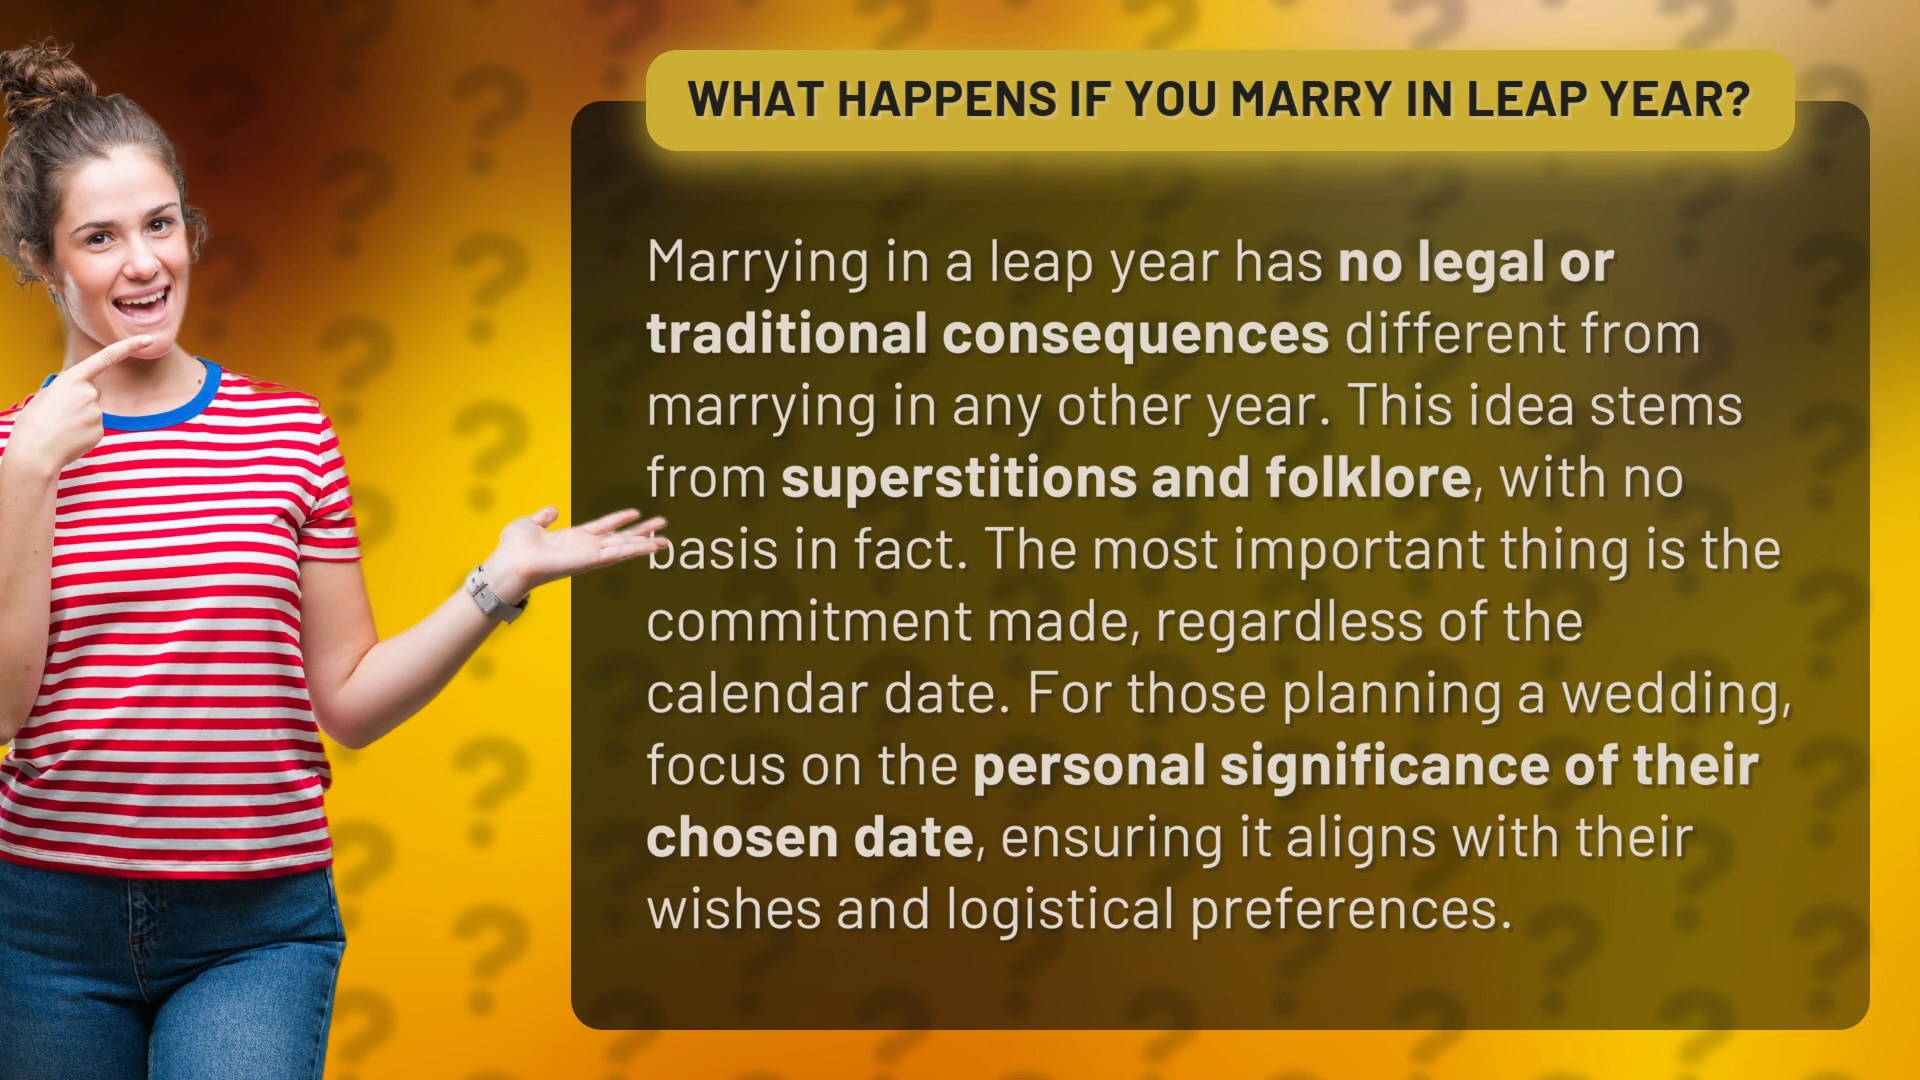 WHAT HAPPENS IF YOU MARRY IN LEAP YEAR?
Marrying in a leap year has no legal or
traditional consequences different from
marrying in any other year. This idea stems
from superstitions and folklore, with no
basis in fact. The most important thing is the
commitment made, regardless of the
calendar date. For those planning a wedding,
focus on the personal significance of their
chosen date, ensuring it aligns with their
wishes and logistical preferences.